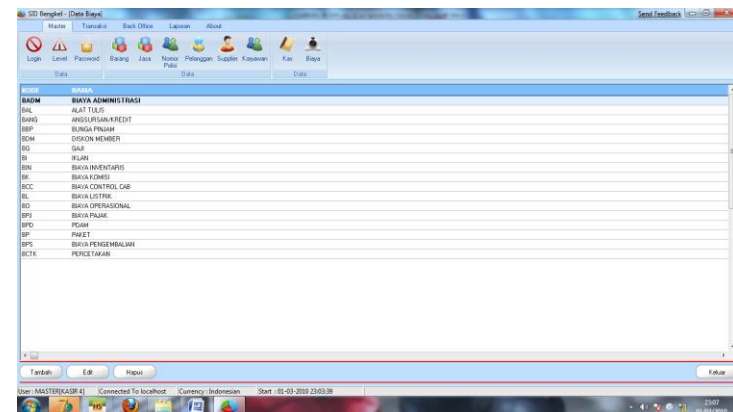 SID Bengkel - [Data Biaya]
Send Feedback
Master Transaksi Back Office Laporan About
Login Level Password Barang Jasa Nomor Polisi Pelanggan Supplier Karyawan Kas Biaya
Data Data Data
KODE NAMA
BADM BIAYA ADMINISTRASI
BAL ALAT TULIS
BANG ANGSURSAN/KREDIT
BBP BUNGA PINJAM
BDM DISKON MEMBER
BG GAJI
BI IKLAN
BIN BIAYA INVENTARIS
BK BIAYA KOMISI
BCC BIAYA CONTROL CAB
BL BIAYA LISTRIK
BO BIAYA OPERASIONAL
BPJ BIAYA PAJAK
BPD PDAM
BP PAKET
BPS BIAYA PENGEMBALIAN
BCTK PERCETAKAN
Tambah Edit Hapus Keluar
User : MASTER[KASIR 4] Connected To localhost Currency : Indonesian Start : 01-03-2010 23:03:39
23:07
01/03/2010